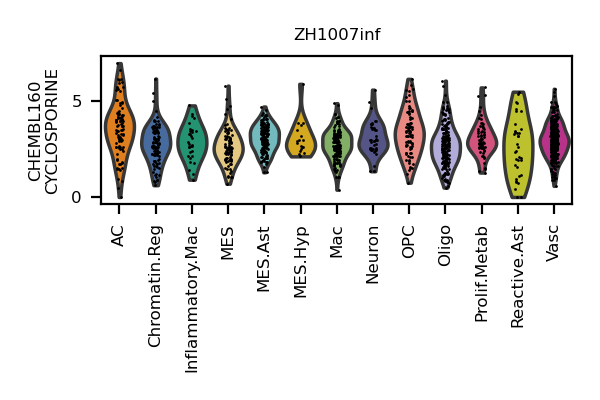 ZH1007inf
CHEMBL160
CYCLOSPORINE
5
0
AC
Chromatin.Reg
Inflammatory.Mac
MES
MES.Ast
MES.Hyp
Mac
Neuron
OPC
Oligo
Prolif.Metab
Reactive.Ast
Vasc